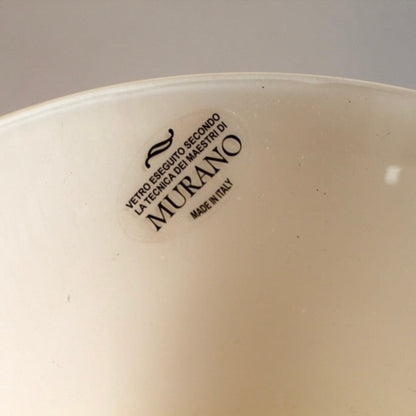 VETRO ESEGUITO SECONDO
LA TECNICA DEI MAESTRI DI
MURANO
MADE IN ITALY